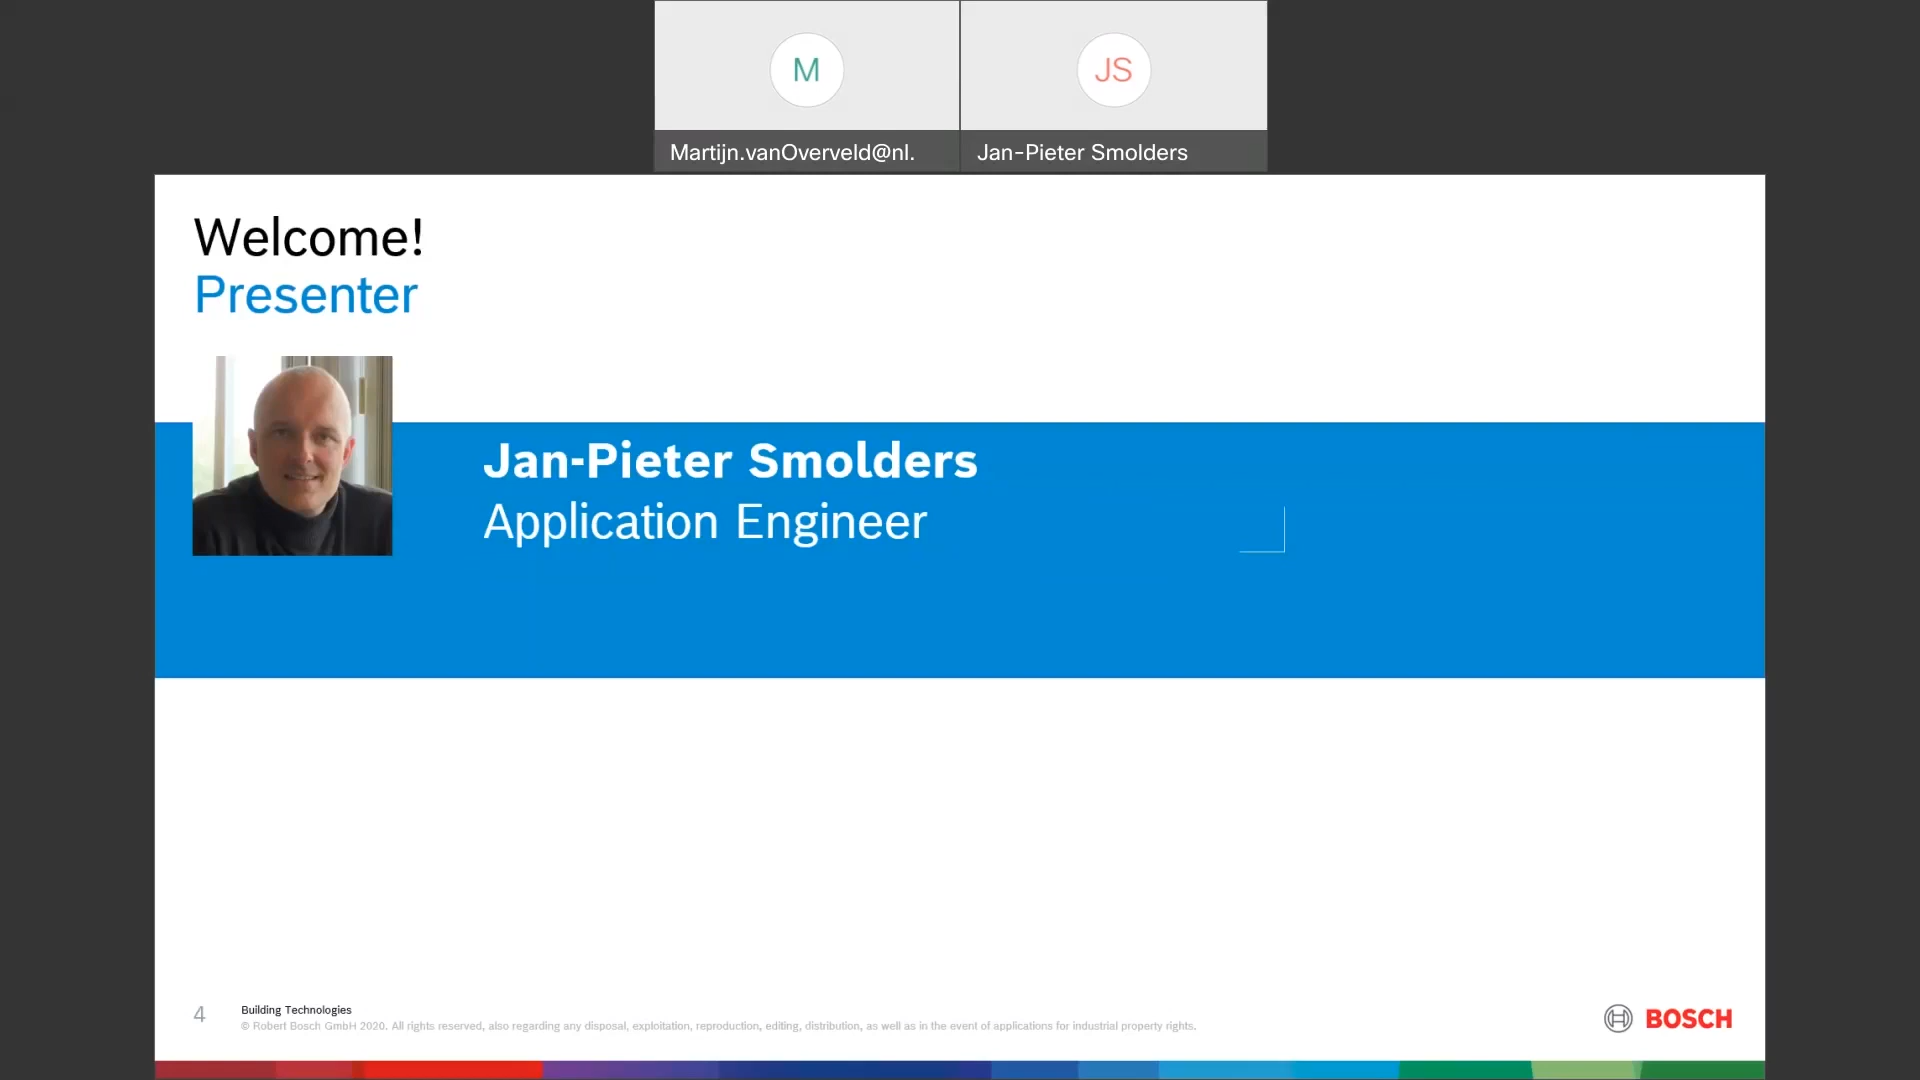 M
JS
Martijn.vanOverveld@nl.
Jan-Pieter Smolders
Welcome!
Presenter
Jan-Pieter Smolders
Application Engineer
4
Building Technologies
© Robert Bosch GmbH 2020. All rights reserved, also regarding any disposal, exploitation, reproduction, editing, distribution, as well as in the event of applications for industrial property rights.
BOSCH